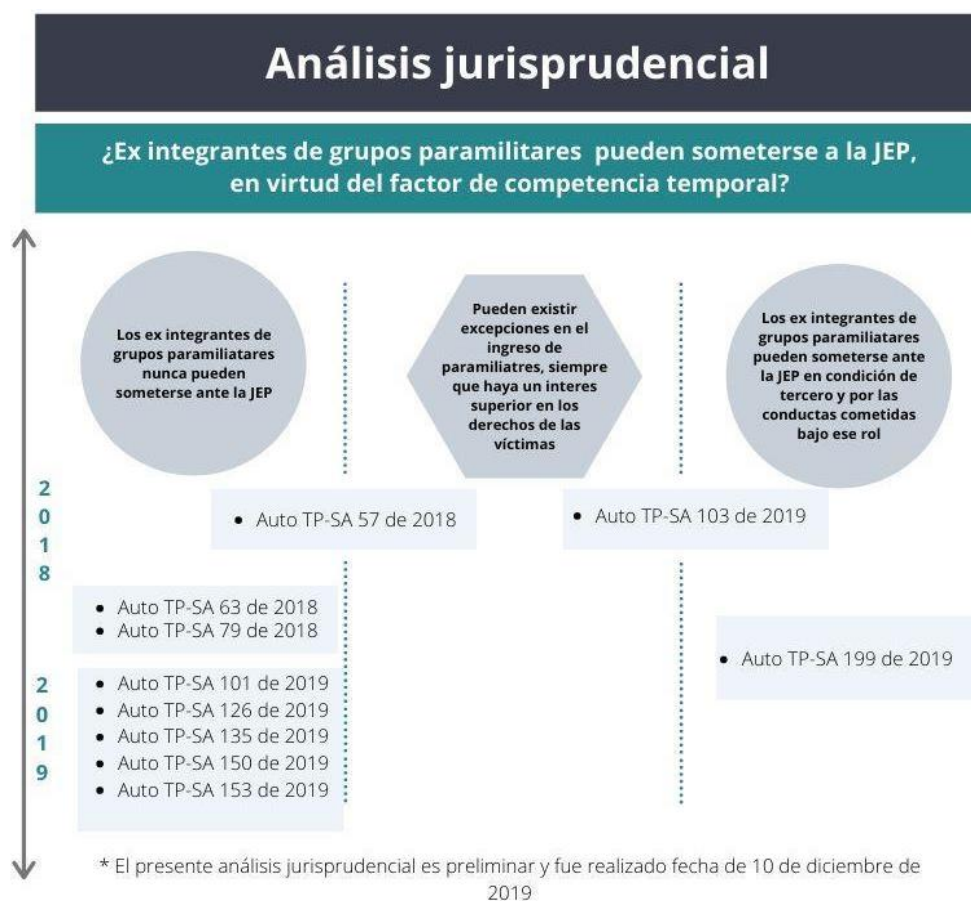 Análisis jurisprudencial
¿Ex integrantes de grupos paramilitares pueden someterse a la JEP,
en virtud del factor de competencia temporal?
Los ex integrantes de
grupos paramiliatares
nunca pueden
someterse ante la JEP
Pueden existir
excepciones en el
ingreso de
paramiliatres, siempre
que haya un interes
superior en los
derechos de las
víctimas
Los ex integrantes de
grupos paramiliatares
pueden someterse ante
la JEP en condición de
tercero y por las
conductas cometidas
bajo ese rol
2
0
1
8
• Auto TP-SA 57 de 2018
• Auto TP-SA 103 de 2019
• Auto TP-SA 63 de 2018
• Auto TP-SA 79 de 2018
• Auto TP-SA 199 de 2019
2
0
1
9
• Auto TP-SA 101 de 2019
• Auto TP-SA 126 de 2019
• Auto TP-SA 135 de 2019
• Auto TP-SA 150 de 2019
• Auto TP-SA 153 de 2019
* El presente análisis jurisprudencial es preliminar y fue realizado fecha de 10 de diciembre de
2019